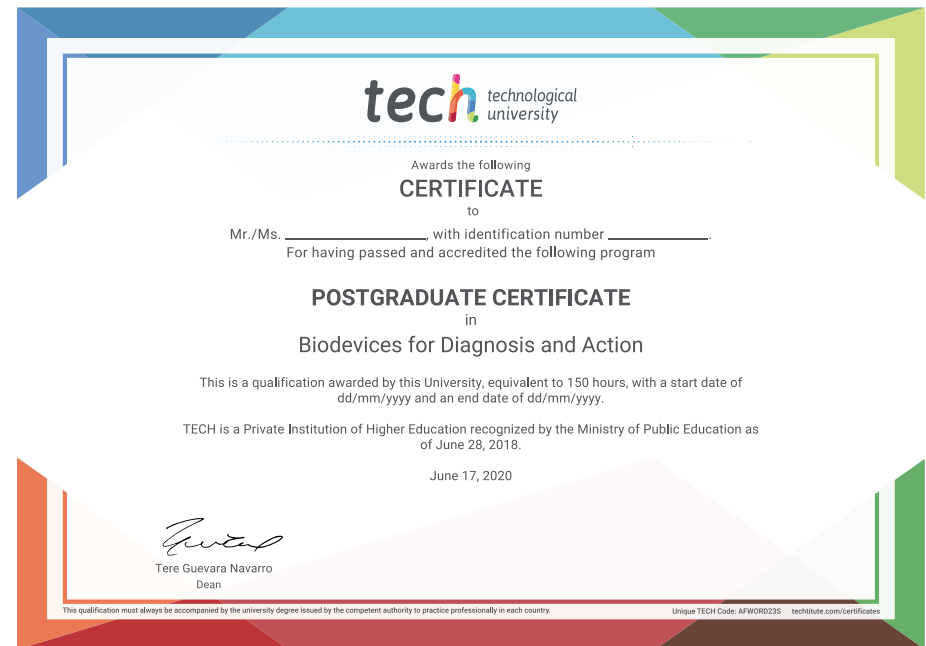 tech technological
university
Awards the following
CERTIFICATE
to
Mr./Ms. ____________________, with identification number ______________.
For having passed and accredited the following program
POSTGRADUATE CERTIFICATE
in
Biodevices for Diagnosis and Action
This is a qualification awarded by this University, equivalent to 150 hours, with a start date of
dd/mm/yyyy and an end date of dd/mm/yyyy.
TECH is a Private Institution of Higher Education recognized by the Ministry of Public Education as
of June 28, 2018.
June 17, 2020
Tere Guevara Navarro
Dean
This qualification must always be accompanied by the university degree issued by the competent authority to practice professionally in each country. Unique TECH Code: AFWORD23S techtitute.com/certificates